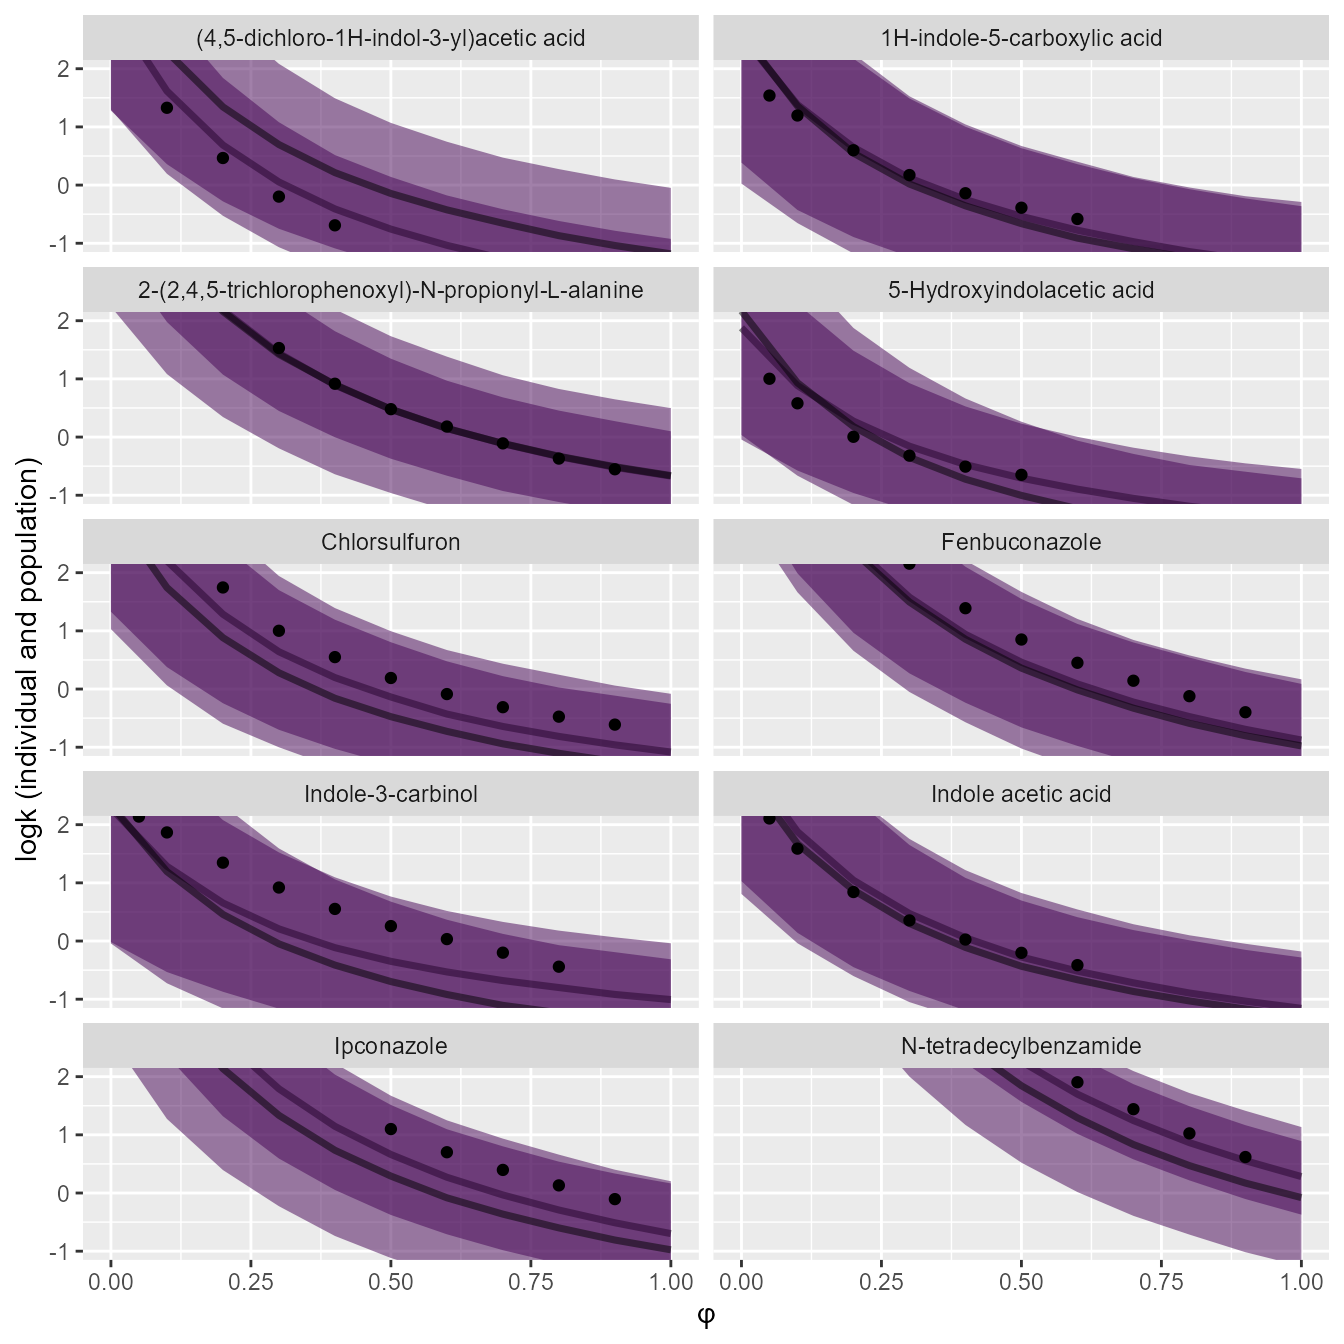 (4,5-dichloro-1H-indol-3-yl)acetic acid
1H-indole-5-carboxylic acid
2
1
0
-1
2-(2,4,5-trichlorophenoxyl)-N-propionyl-L-alanine
5-Hydroxyindolacetic acid
2
1
0
-1
Chlorsulfuron
Fenbuconazole
2
1
0
-1
Indole-3-carbinol
Indole acetic acid
2
1
0
-1
Ipconazole
N-tetradecylbenzamide
2
1
0
-1
0.00 0.25 0.50 0.75 1.00
0.00 0.25 0.50 0.75 1.00
φ
logk (individual and population)